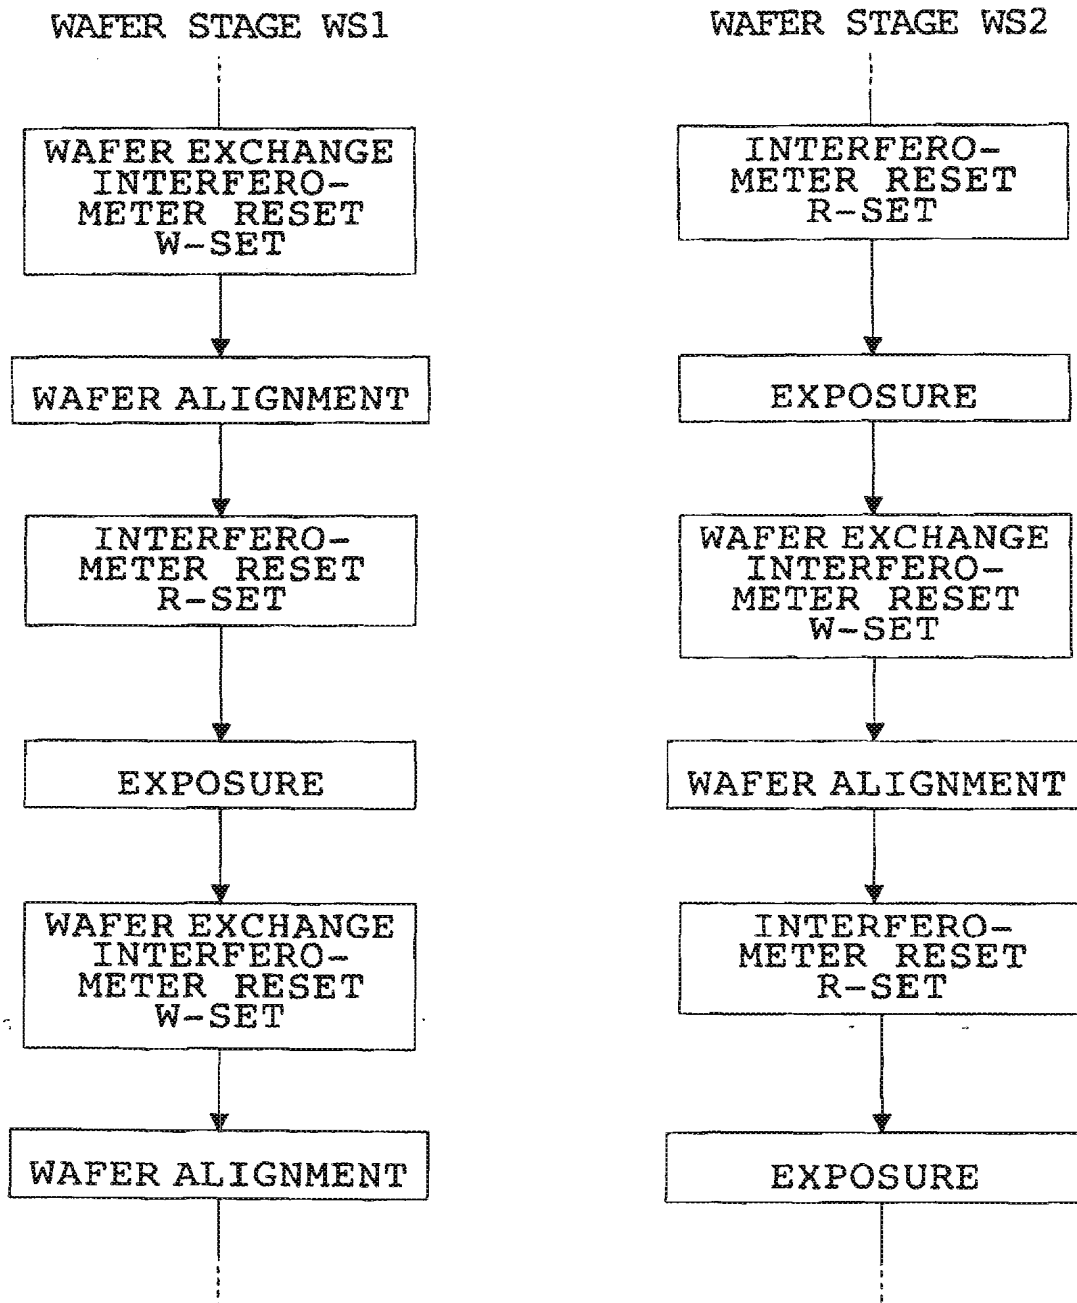 WAFER STAGE WS1
WAFER EXCHANGE
INTERFERO-
METER RESET
W-SET
WAFER ALIGNMENT
INTERFERO-
METER RESET
R-SET
EXPOSURE
WAFER EXCHANGE
INTERFERO-
METER RESET
W-SET
WAFER ALIGNMENT
WAFER STAGE WS2
INTERFERO-
METER RESET
R-SET
EXPOSURE
WAFER EXCHANGE
INTERFERO-
METER RESET
W-SET
WAFER ALIGNMENT
INTERFERO-
METER RESET
R-SET
EXPOSURE